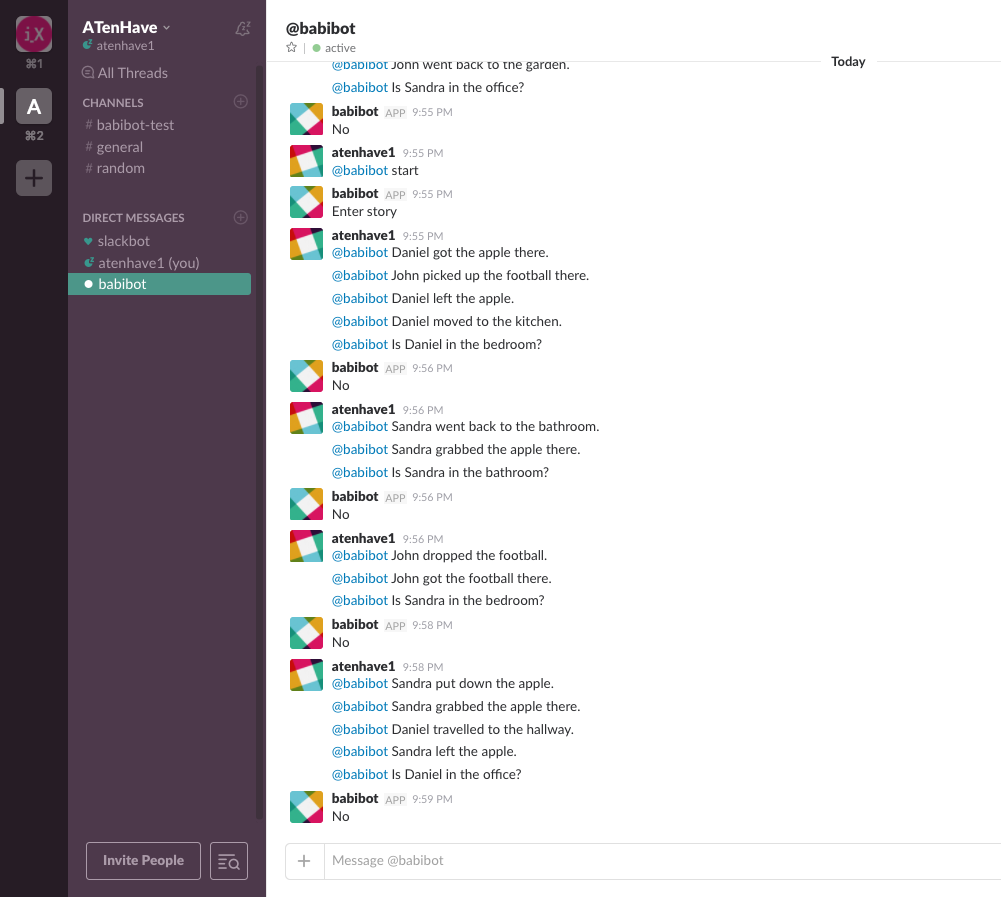 i.X
⌘1
A
⌘2
ATenHave
atenhave1
All Threads
CHANNELS
# babibot-test
# general
# random
DIRECT MESSAGES
slackbot
atenhave1 (you)
babibot
Invite People
@babibot
active
Today
@babibot John went back to the garden.
@babibot Is Sandra in the office?
babibot APP 9:55 PM
No
atenhave1 9:55 PM
@babibot start
babibot APP 9:55 PM
Enter story
atenhave1 9:55 PM
@babibot Daniel got the apple there.
@babibot John picked up the football there.
@babibot Daniel left the apple.
@babibot Daniel moved to the kitchen.
@babibot Is Daniel in the bedroom?
babibot APP 9:56 PM
No
atenhave1 9:56 PM
@babibot Sandra went back to the bathroom.
@babibot Sandra grabbed the apple there.
@babibot Is Sandra in the bathroom?
babibot APP 9:56 PM
No
atenhave1 9:56 PM
@babibot John dropped the football.
@babibot John got the football there.
@babibot Is Sandra in the bedroom?
babibot APP 9:58 PM
No
atenhave1 9:58 PM
@babibot Sandra put down the apple.
@babibot Sandra grabbed the apple there.
@babibot Daniel travelled to the hallway.
@babibot Sandra left the apple.
@babibot Is Daniel in the office?
babibot APP 9:59 PM
No
Message @babibot